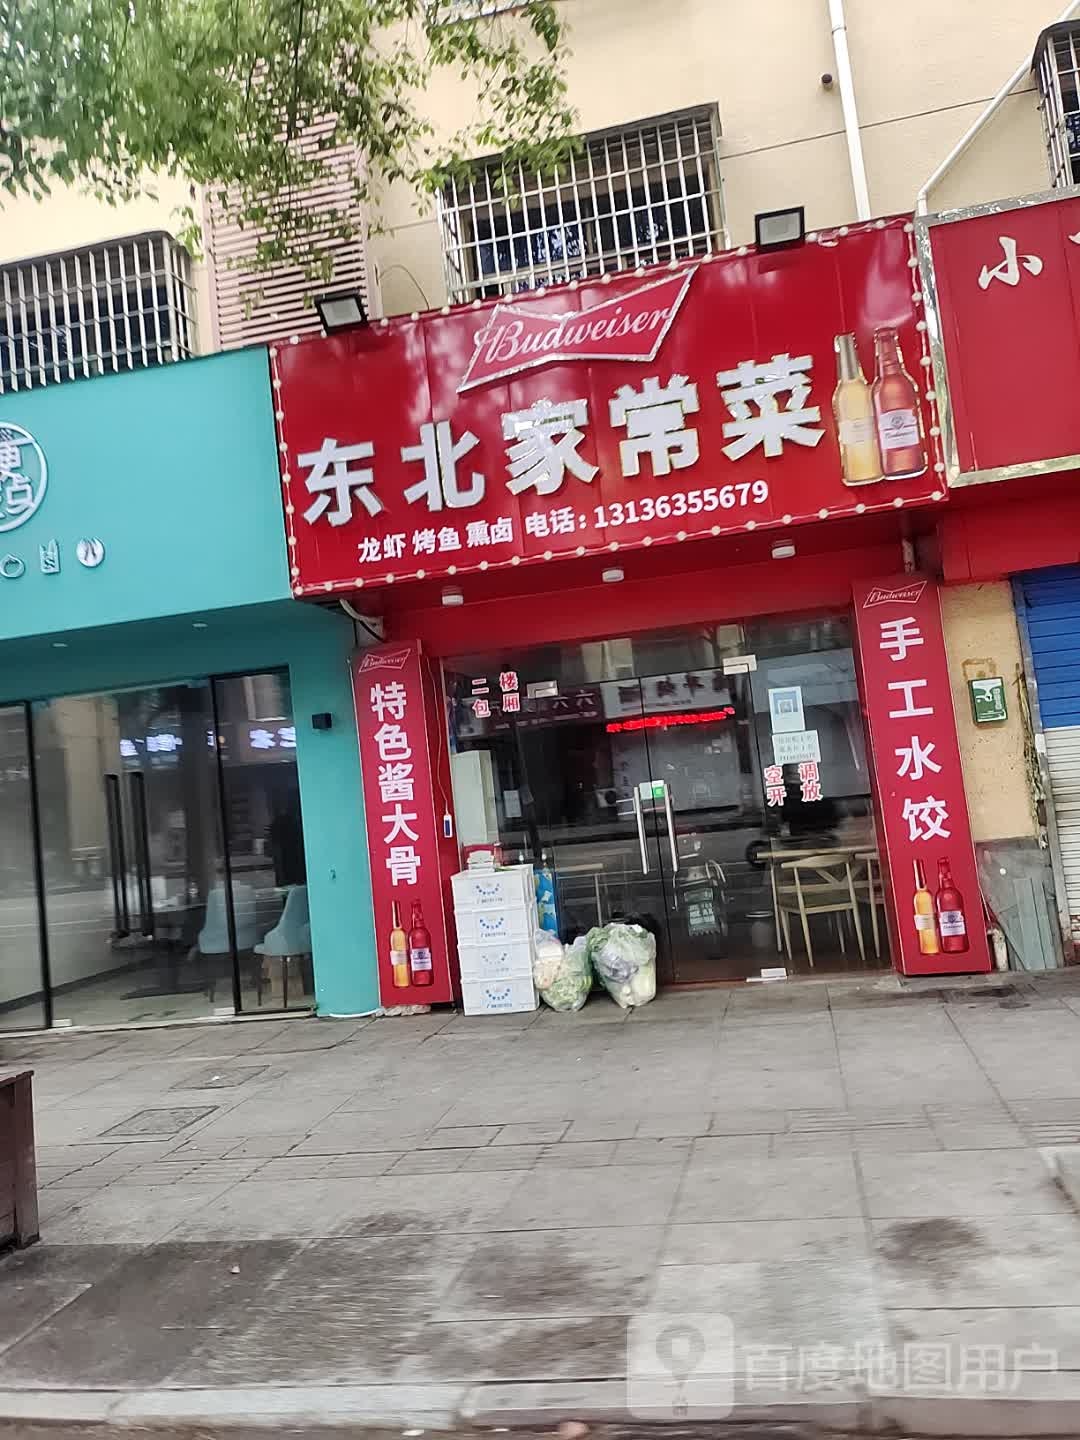 Budweiser
东北家常菜
龙虾 烤鱼 熏卤 电话:13136355679
小
Budweiser
特色酱大骨
Budweiser
手工水饺
二楼
包厢
空调
开放
百度地图用户